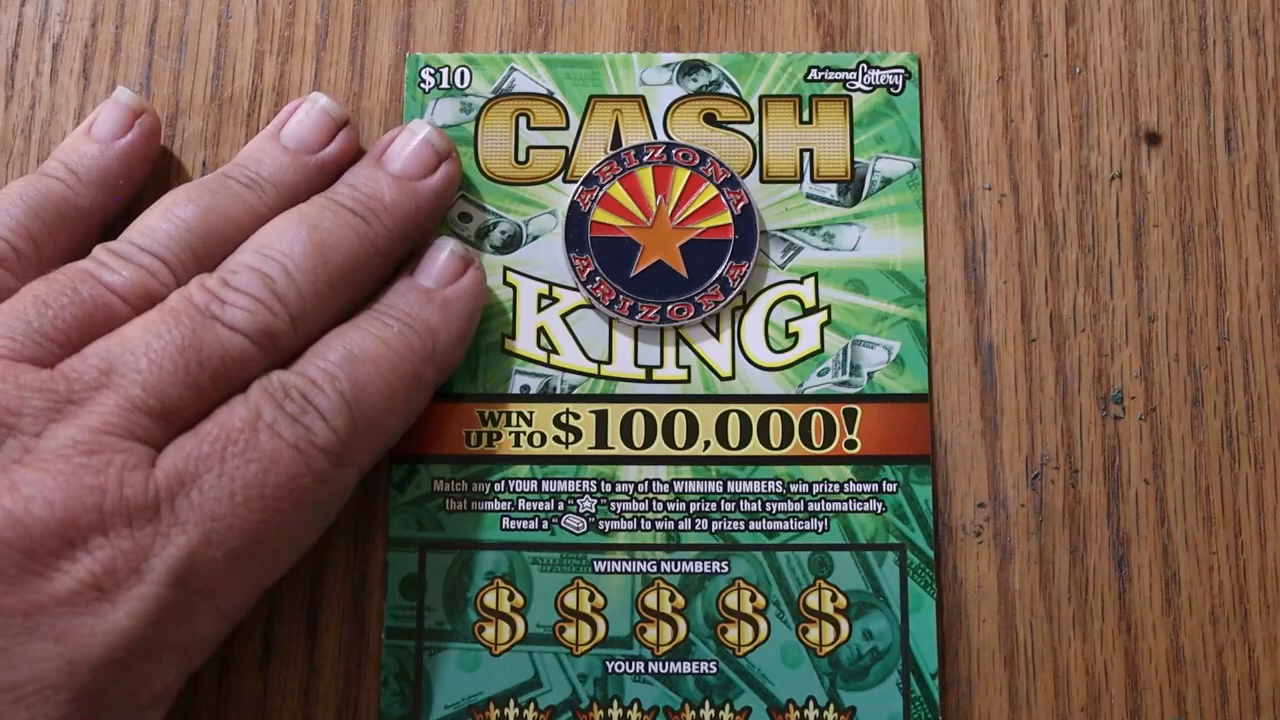 $10
Arizona Lottery
CASH
ARIZONA
ARIZONA
KING
WIN UP TO $100,000!
Match any of YOUR NUMBERS to any of the WINNING NUMBERS, win prize shown for
that number. Reveal a " " symbol to win prize for that symbol automatically.
Reveal a " " symbol to win all 20 prizes automatically!
WINNING NUMBERS
$ $ $ $ $
YOUR NUMBERS